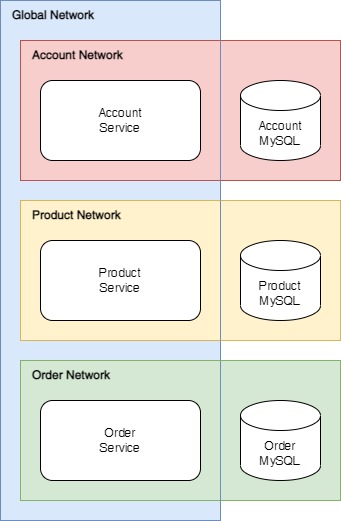 Global Network
Account Network
Account
Service
Account
MySQL
Product Network
Product
Service
Product
MySQL
Order Network
Order
Service
Order
MySQL